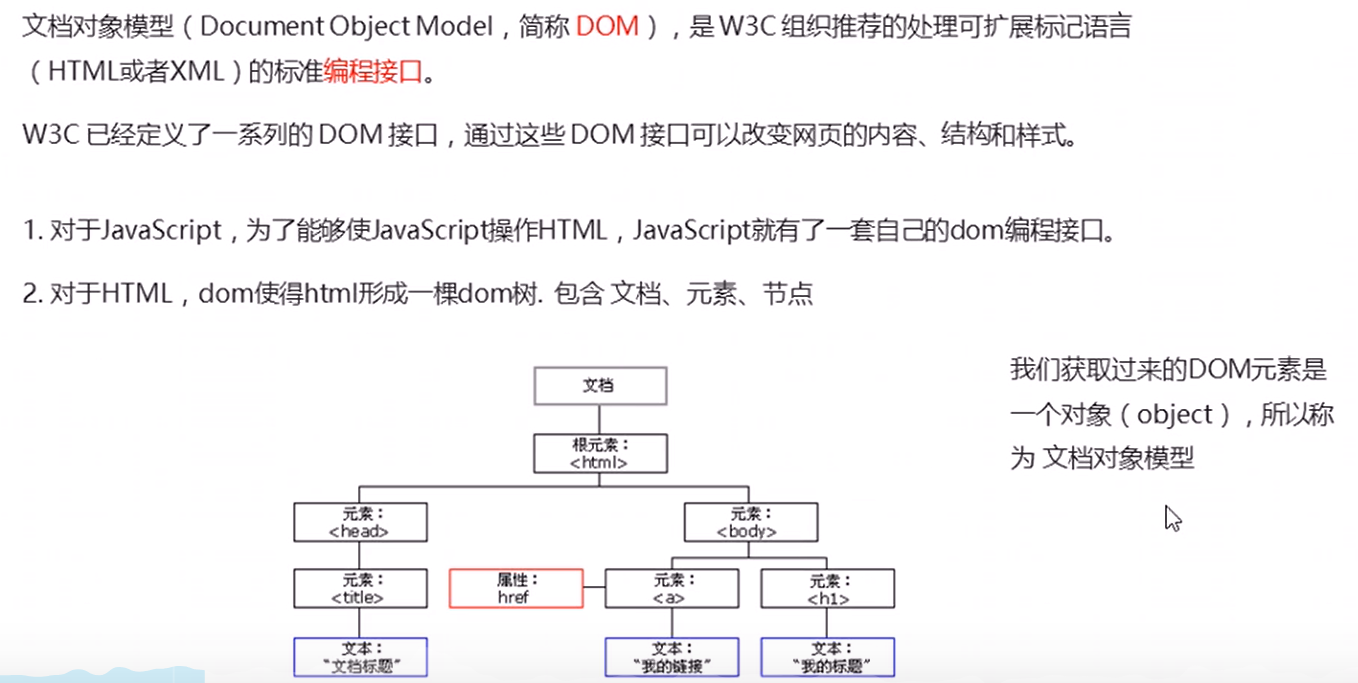 文档对象模型（Document Object Model，简称 DOM），是 W3C 组织推荐的处理可扩展标记语言
（HTML或者XML）的标准编程接口。
W3C 已经定义了一系列的 DOM 接口，通过这些 DOM 接口可以改变网页的内容、结构和样式。
1. 对于JavaScript，为了能够使JavaScript操作HTML，JavaScript就有了一套自己的dom编程接口。
2. 对于HTML，dom使得html形成一棵dom树. 包含 文档、元素、节点
我们获取过来的DOM元素是
一个对象（object），所以称
为 文档对象模型
文档
根元素：
<html>
元素：
<head>
元素：
<body>
元素：
<title>
属性：
href
元素：
<a>
元素：
<h1>
文本：
“文档标题”
文本：
“我的链接”
文本：
“我的标题”